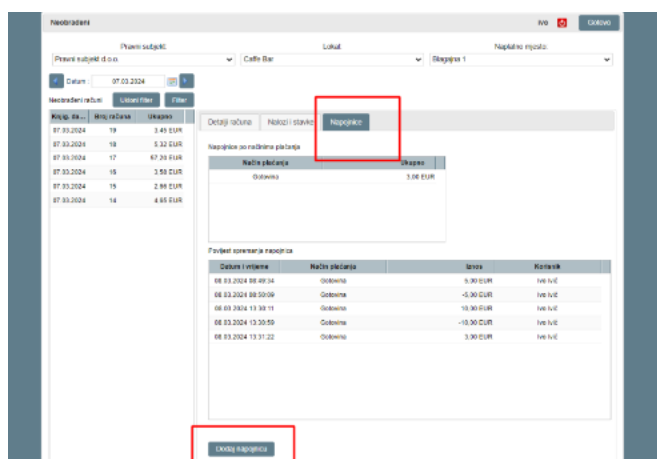 Neobrađeni
Ivo
Gotovo
Pravni subjekt:
Lokal:
Naplatno mjesto:
Pravni subjekt d.o.o.
Caffe Bar
Blagajna 1
Datum:
07.03.2024
Neobrađeni računi
Ukloni filter
Filter
Knjig. da...
Broj računa
Ukupno
07.03.2024 19 3.45 EUR
07.03.2024 18 5.32 EUR
07.03.2024 17 67.20 EUR
07.03.2024 16 3.50 EUR
07.03.2024 15 2.96 EUR
07.03.2024 14 4.65 EUR
Detalji računa
Nalozi i stavke
Napojnice
Napojnice po načinima plaćanja
Način plaćanja Ukupno
Gotovina 3,00 EUR
Povijest spremanja napojnica
Datum i vrijeme Način plaćanja Iznos Korisnik
08.03.2024 08:49:34 Gotovina 5,00 EUR Ivo Ivić
08.03.2024 08:50:09 Gotovina -5,00 EUR Ivo Ivić
08.03.2024 13:30:11 Gotovina 10,00 EUR Ivo Ivić
08.03.2024 13:30:59 Gotovina -10,00 EUR Ivo Ivić
08.03.2024 13:31:22 Gotovina 3,00 EUR Ivo Ivić
Dodaj napojnicu